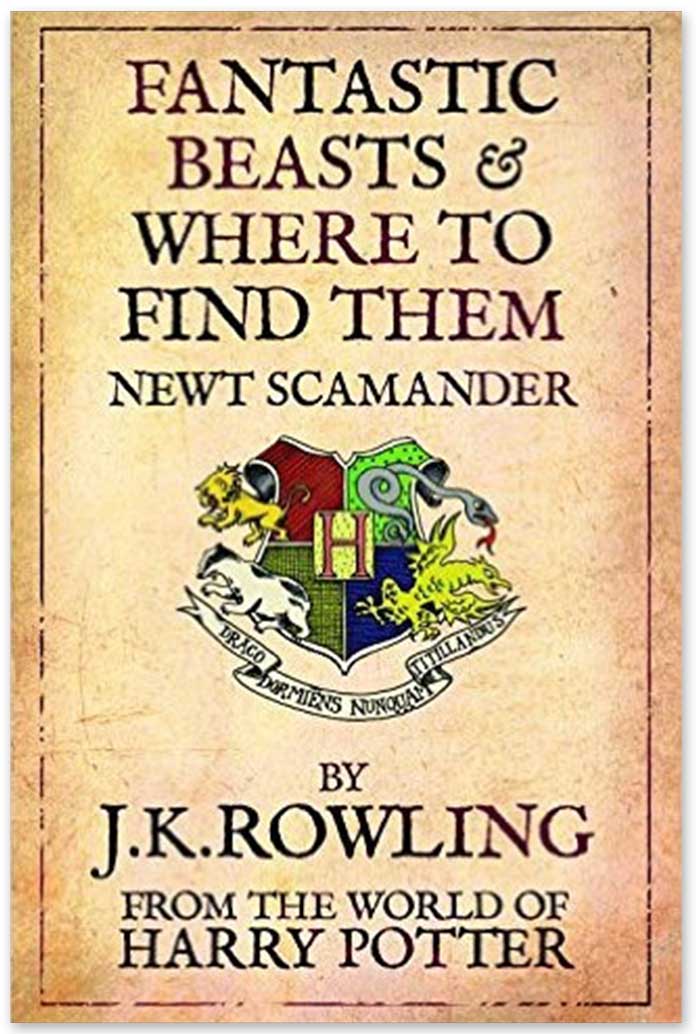 FANTASTIC
BEASTS &
WHERE TO
FIND THEM
NEWT SCAMANDER
H
DRACO
DORMIENS NUNQUAM
TITILLANDUS
BY
J.K.ROWLING
FROM THE WORLD OF
HARRY POTTER